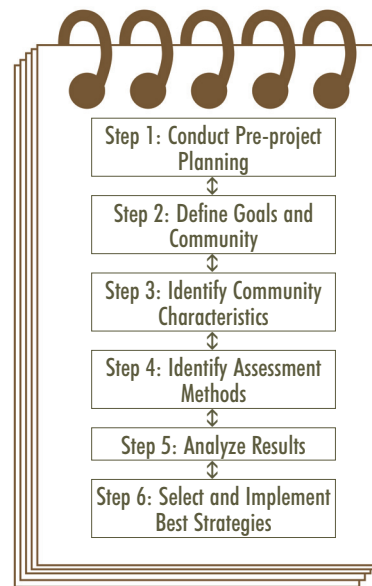 Step 1: Conduct Pre-project
Planning
Step 2: Define Goals and
Community
Step 3: Identify Community
Characteristics
Step 4: Identify Assessment
Methods
Step 5: Analyze Results
Step 6: Select and Implement
Best Strategies